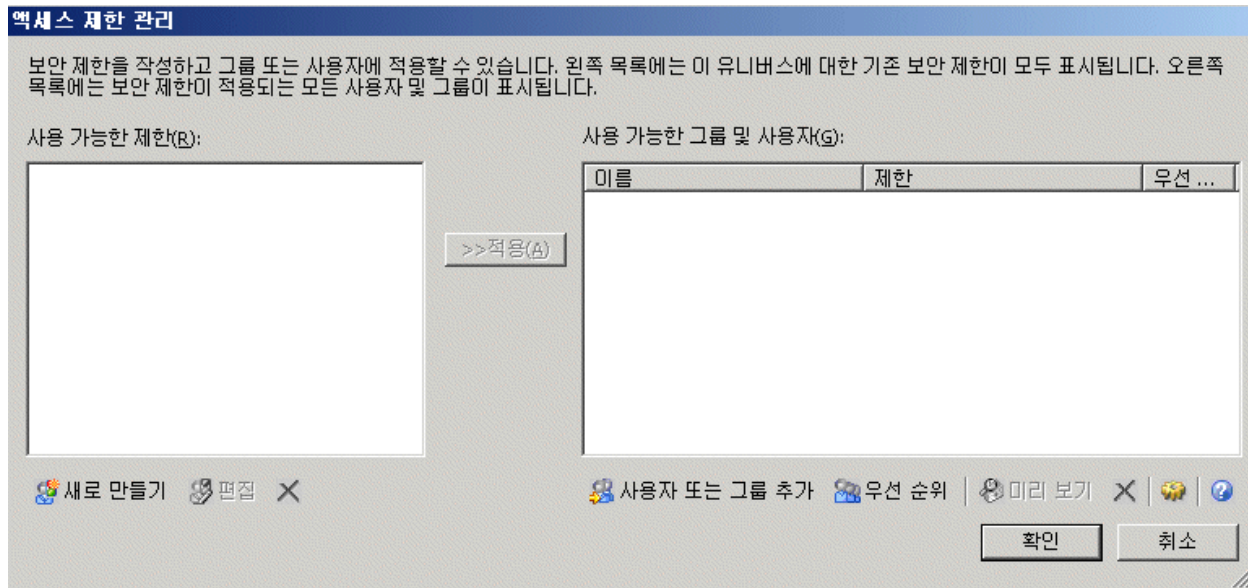 액세스 제한 관리
보안 제한을 작성하고 그룹 또는 사용자에 적용할 수 있습니다. 왼쪽 목록에는 이 유니버스에 대한 기존 보안 제한이 모두 표시됩니다. 오른쪽
목록에는 보안 제한이 적용되는 모든 사용자 및 그룹이 표시됩니다.
사용 가능한 제한(R):
사용 가능한 그룹 및 사용자(G):
이름 제한 우선 ...
>>적용(A)
새로 만들기 편집 사용자 또는 그룹 추가 우선 순위 미리 보기
확인 취소